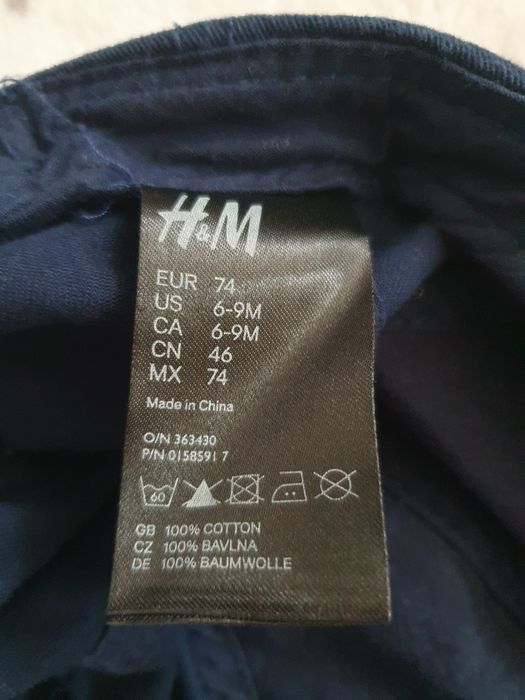 H&M
EUR 74
US 6-9M
CA 6-9M
CN 46
MX 74
Made in China
O/N 363430
P/N 0158591 7
60
GB 100% COTTON
CZ 100% BAVLNA
DE 100% BAUMWOLLE